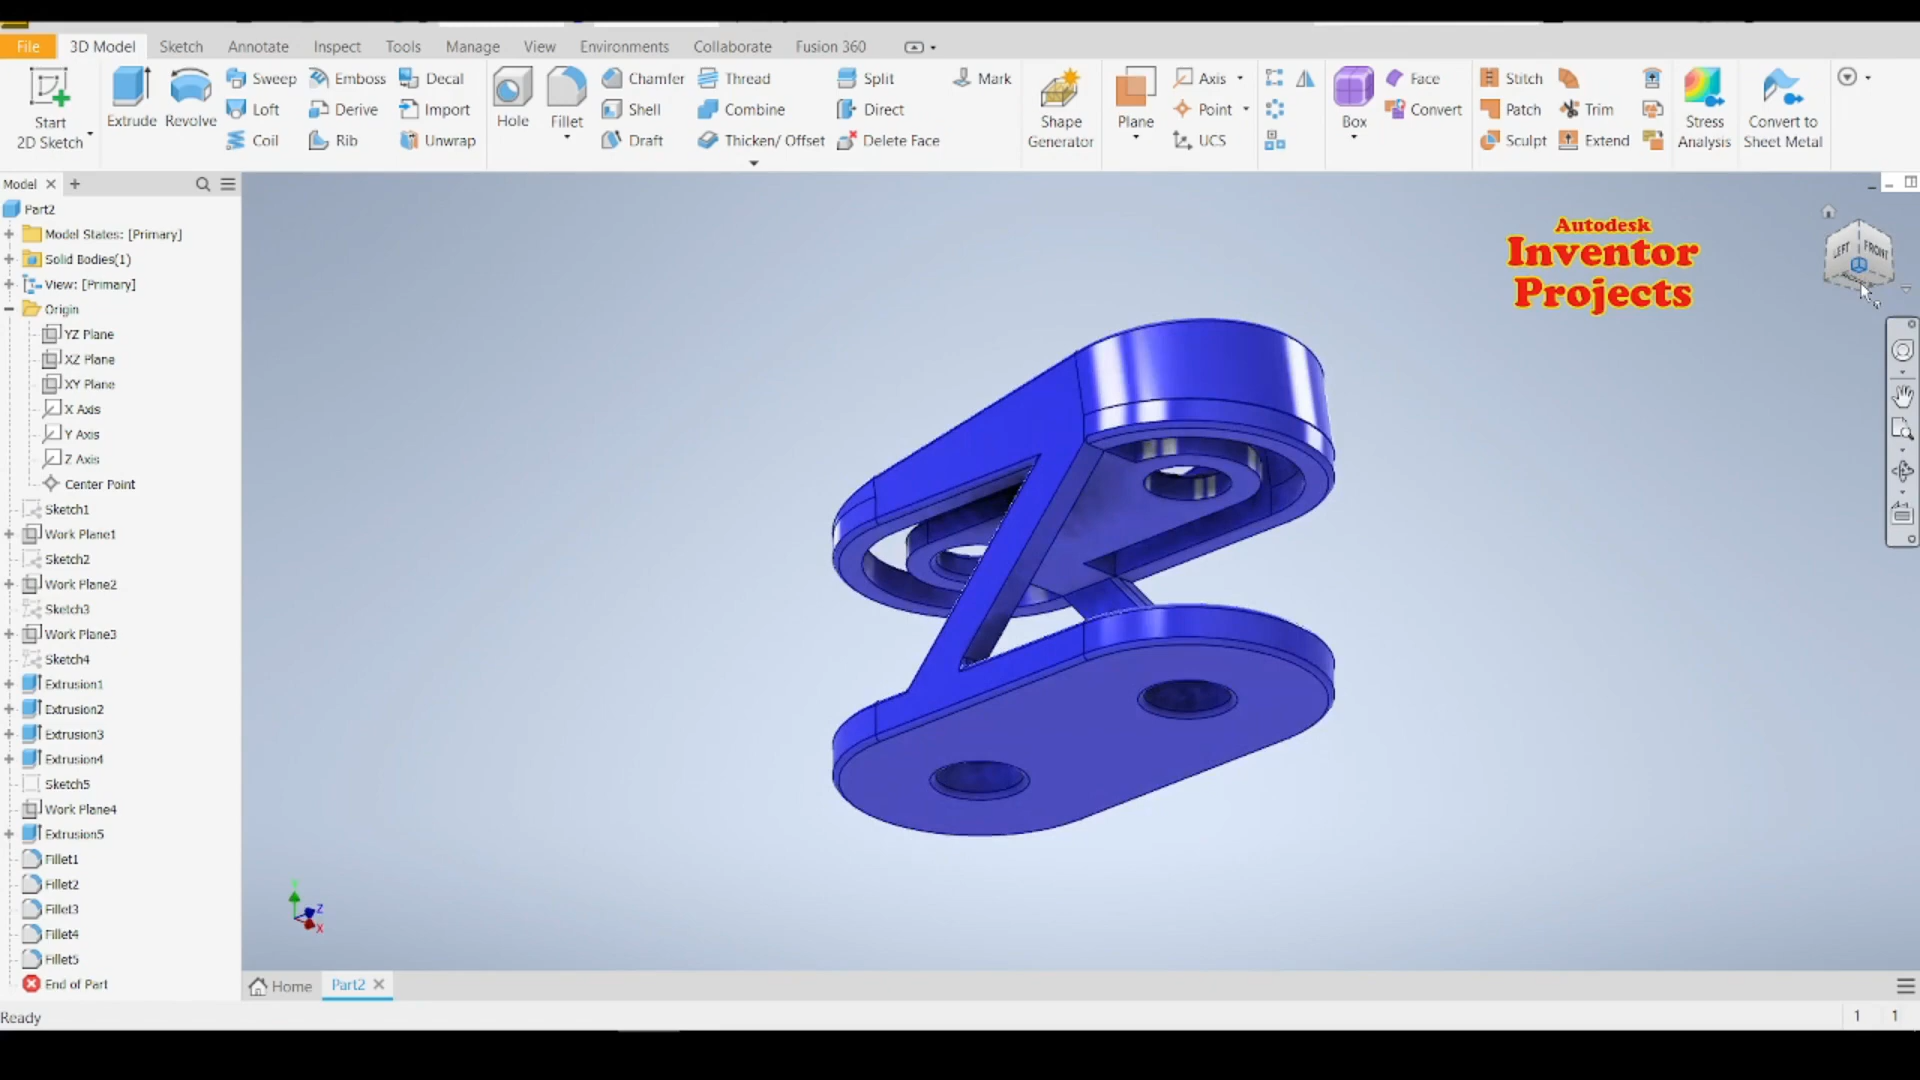 File 3D Model Sketch Annotate Inspect Tools Manage View Environments Collaborate Fusion 360
Start
2D Sketch
Extrude
Revolve
Sweep
Loft
Coil
Emboss
Derive
Rib
Decal
Import
Unwrap
Hole
Fillet
Chamfer
Shell
Draft
Thread
Combine
Thicken/ Offset
Split
Direct
Delete Face
Mark
Shape
Generator
Plane
Axis
Point
UCS
Box
Face
Convert
Stitch
Patch
Sculpt
Trim
Extend
Stress
Analysis
Convert to
Sheet Metal
Model
Part2
Model States: [Primary]
Solid Bodies(1)
View: [Primary]
Origin
YZ Plane
XZ Plane
XY Plane
X Axis
Y Axis
Z Axis
Center Point
Sketch1
Work Plane1
Sketch2
Work Plane2
Sketch3
Work Plane3
Sketch4
Extrusion1
Extrusion2
Extrusion3
Extrusion4
Sketch5
Work Plane4
Extrusion5
Fillet1
Fillet2
Fillet3
Fillet4
Fillet5
End of Part
Autodesk
Inventor
Projects
LEFT FRONT
Z
X
Home Part2
Ready 1 1